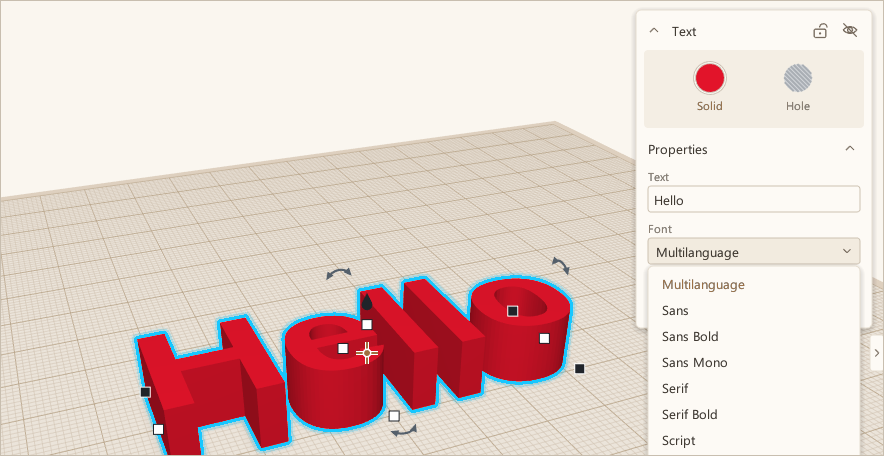 Text
Solid
Hole
Properties
Text
Hello
Font
Multilanguage
Multilanguage
Sans
Sans Bold
Sans Mono
Serif
Serif Bold
Script
Hello